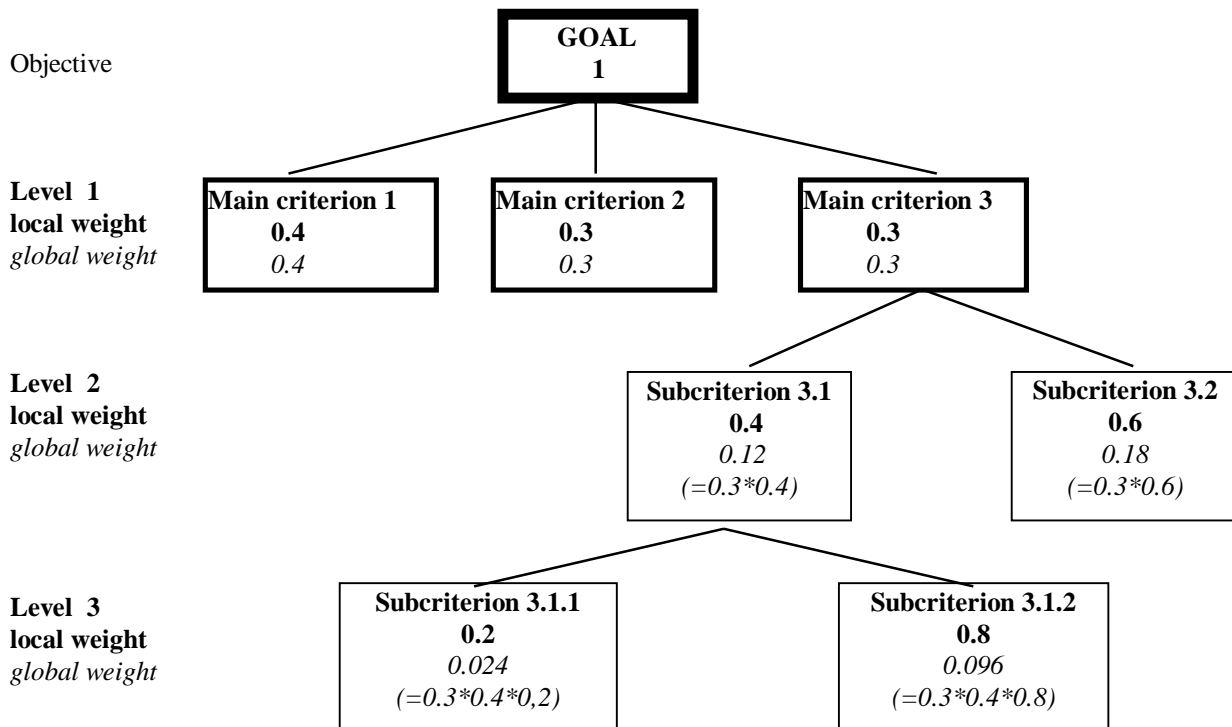 GOAL
1
Objective
Level 1
local weight
global weight
Main criterion 1
0.4
0.4
Main criterion 2
0.3
0.3
Main criterion 3
0.3
0.3
Level 2
local weight
global weight
Subcriterion 3.1
0.4
0.12
(=0.3*0.4)
Subcriterion 3.2
0.6
0.18
(=0.3*0.6)
Level 3
local weight
global weight
Subcriterion 3.1.1
0.2
0.024
(=0.3*0.4*0,2)
Subcriterion 3.1.2
0.8
0.096
(=0.3*0.4*0.8)